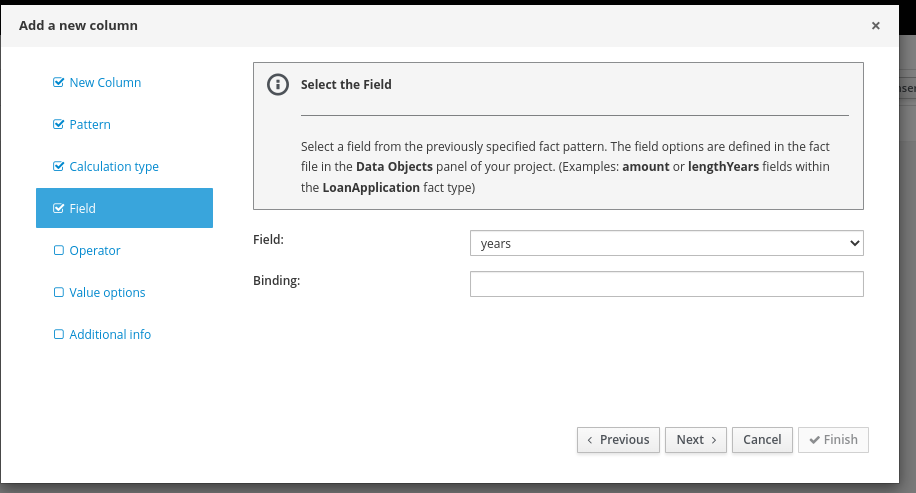 Add a new column
×
New Column
Pattern
Calculation type
Field
Operator
Value options
Additional info
Select the Field
Select a field from the previously specified fact pattern. The field options are defined in the fact
file in the Data Objects panel of your project. (Examples: amount or lengthYears fields within
the LoanApplication fact type)
Field:
years
Binding:
Previous
Next
Cancel
Finish